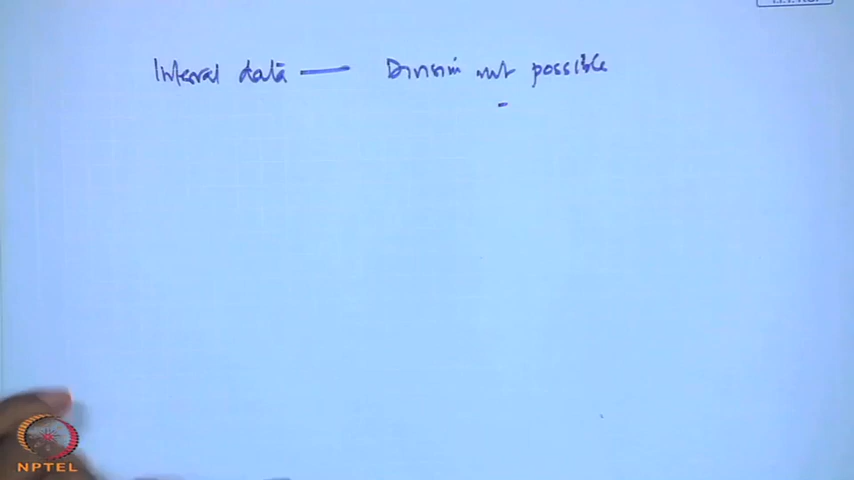 Interval data — Division not possible
-
NPTEL